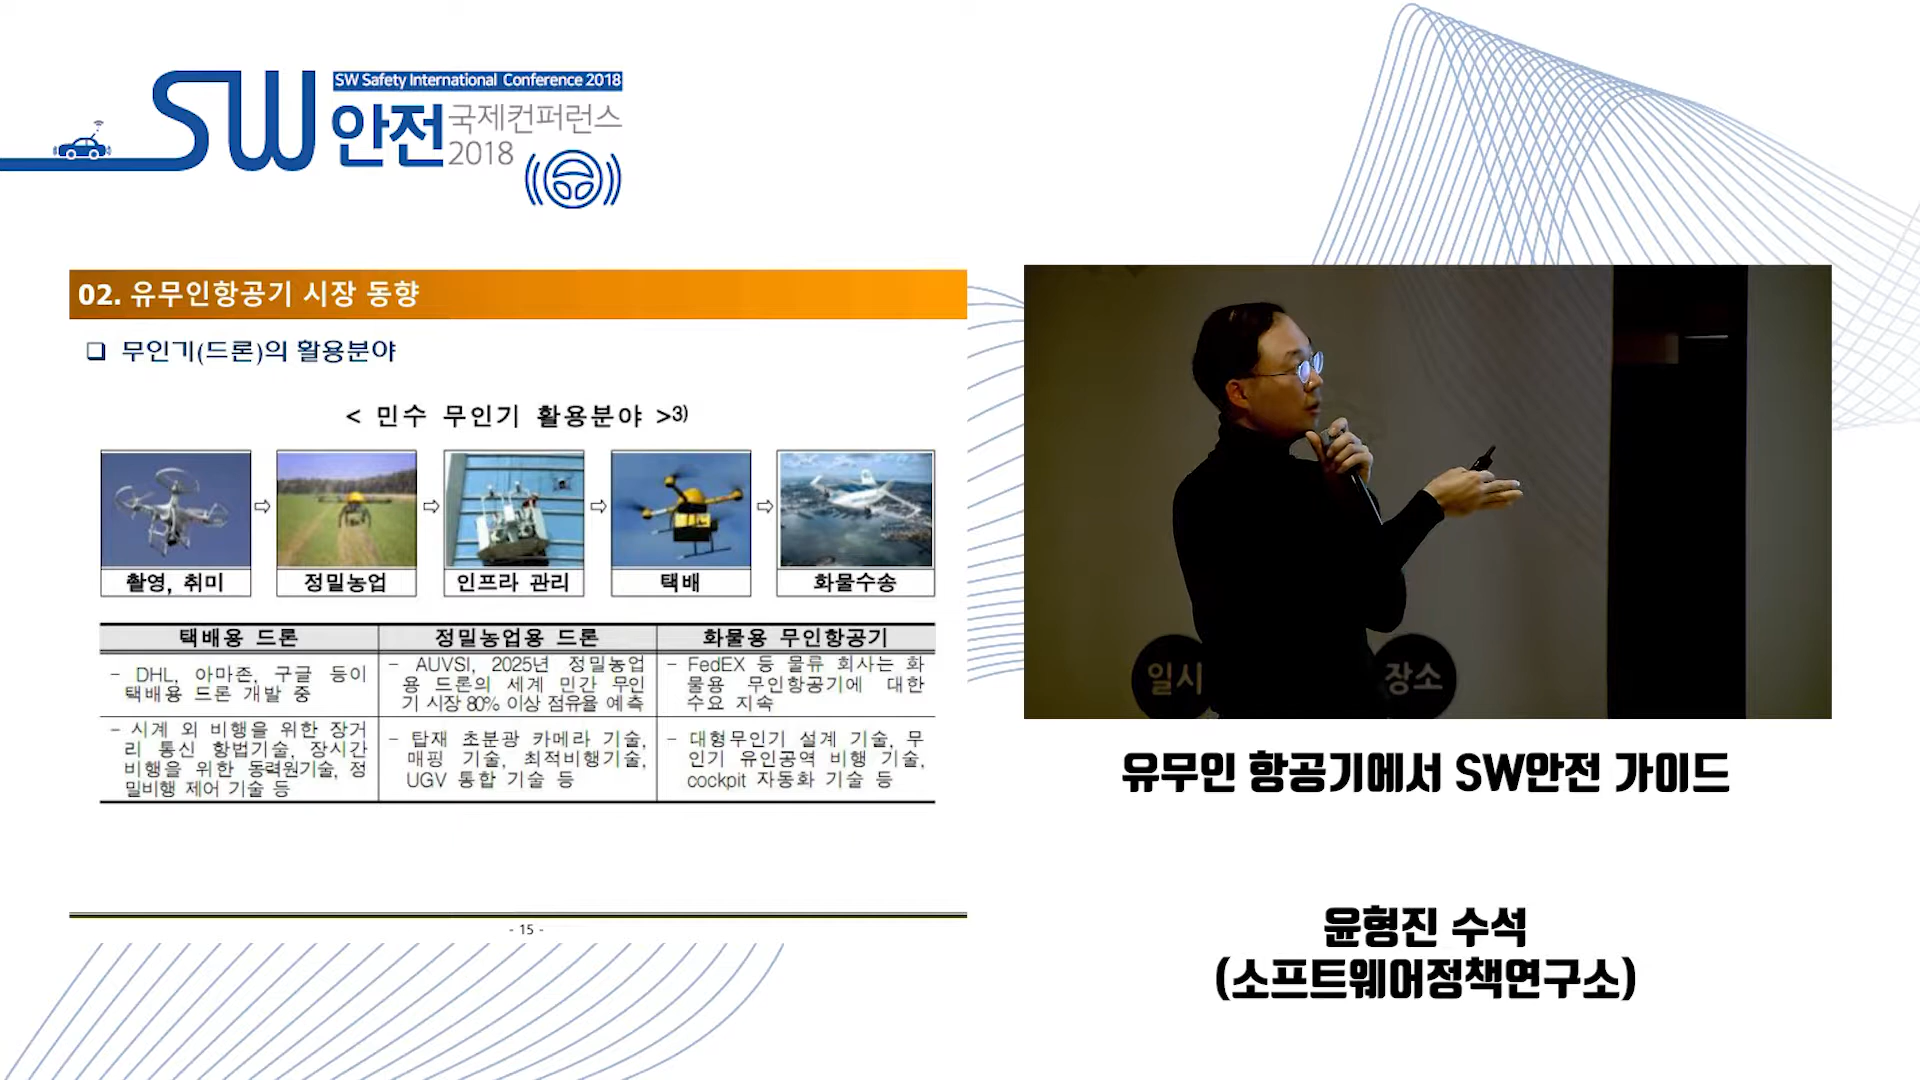 SW Safety International Conference 2018
SW안전 국제컨퍼런스
2018
02. 유무인항공기 시장 동향
❑ 무인기(드론)의 활용분야
< 민수 무인기 활용분야 >3)
촬영, 취미
정밀농업
인프라 관리
택배
화물수송
택배용 드론
정밀농업용 드론
화물용 무인항공기
- DHL, 아마존, 구글 등이
택배용 드론 개발 중
- AUVSI, 2025년 정밀농업
용 드론의 세계 민간 무인
기 시장 80% 이상 점유율 예측
- FedEX 등 물류 회사는 화
물용 무인항공기에 대한
수요 지속
- 시계 외 비행을 위한 장거
리 통신 항법기술, 장시간
비행을 위한 동력원기술, 정
밀비행 제어 기술 등
- 탑재 초분광 카메라 기술,
매핑 기술, 최적비행기술,
UGV 통합 기술 등
- 대형무인기 설계 기술, 무
인기 유인공역 비행 기술,
cockpit 자동화 기술 등
- 15 -
일시
장소
유무인 항공기에서 SW안전 가이드
윤형진 수석
(소프트웨어정책연구소)